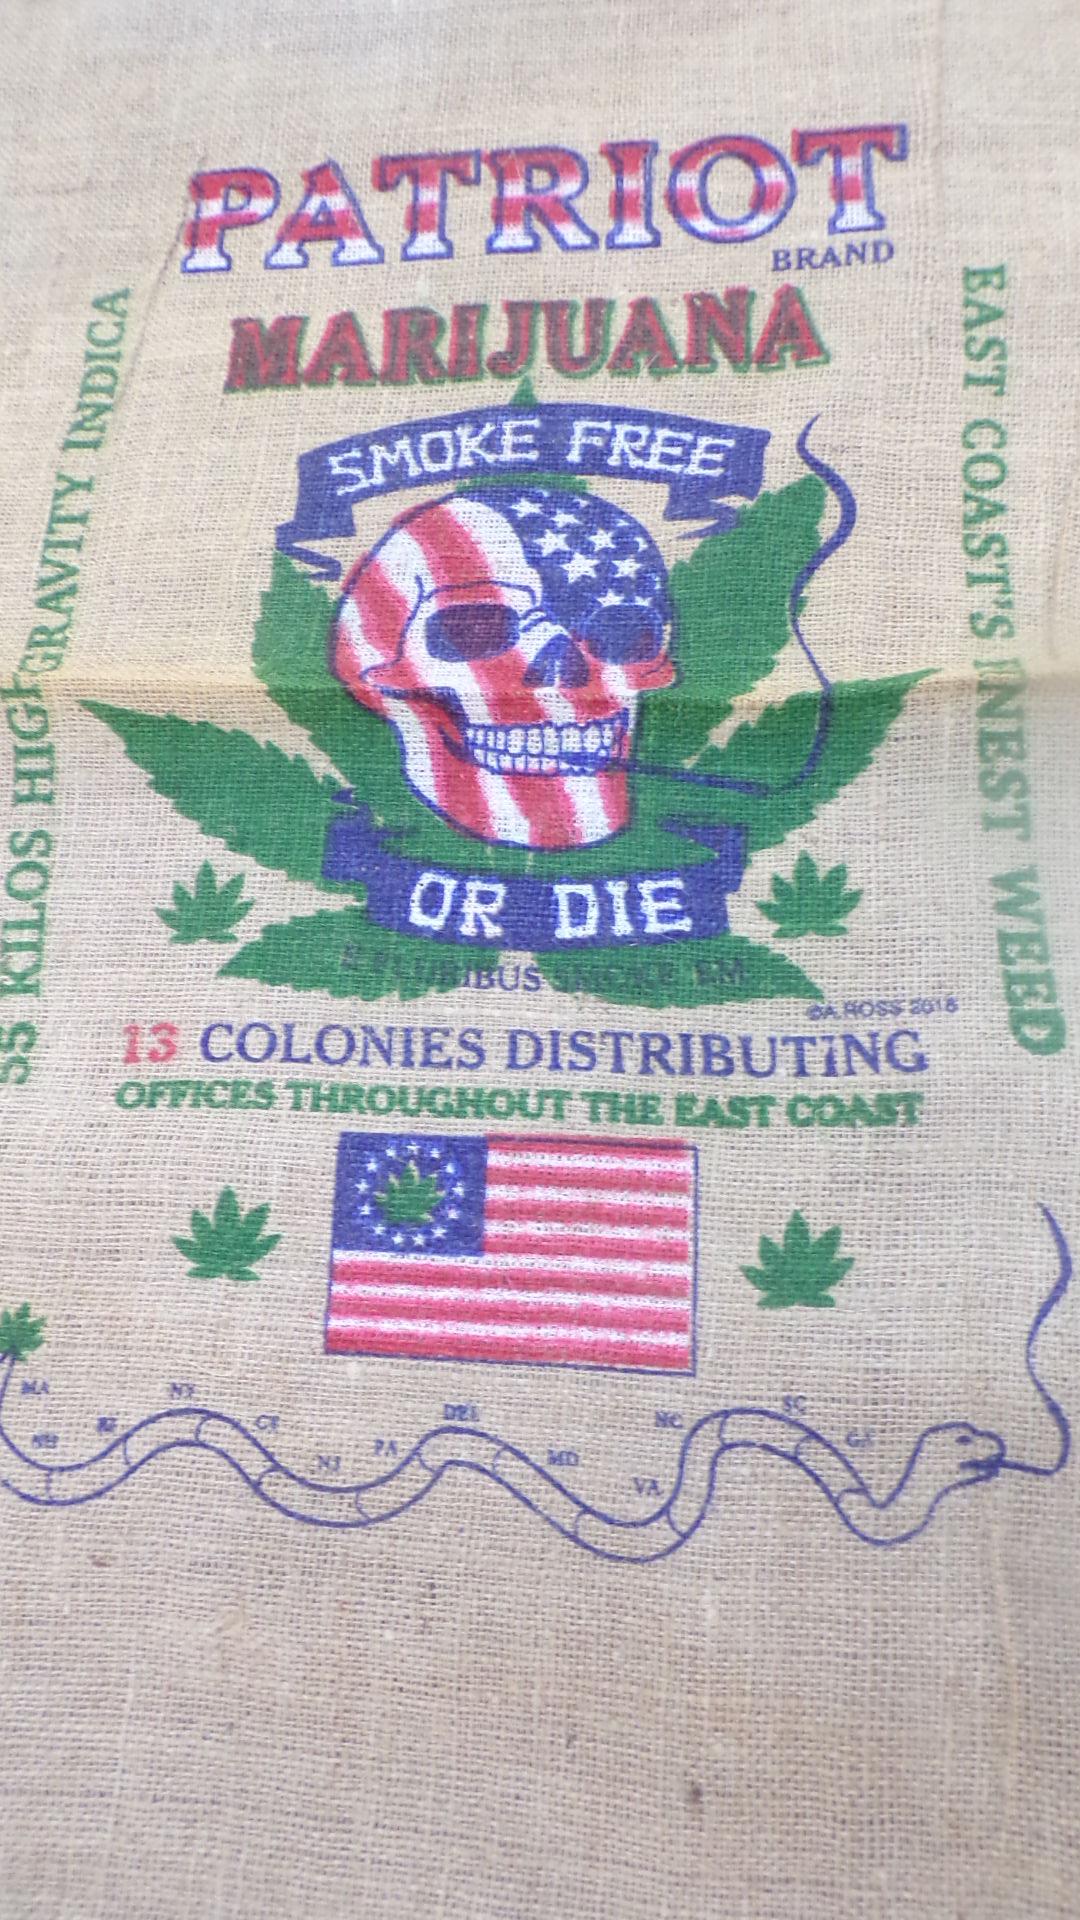 PATRIOT
BRAND
MARIJUANA
SMOKE FREE
OR DIE
E PLURIBUS SMOKE EM
©A.ROSS 2018
13 COLONIES DISTRIBUTING
OFFICES THROUGHOUT THE EAST COAST
55 KILOS HIGH GRAVITY INDICA
EAST COAST'S FINEST WEED
MA
NH
RI
NY
CT
NJ
PA
DEL
MD
VA
NC
SC
GA